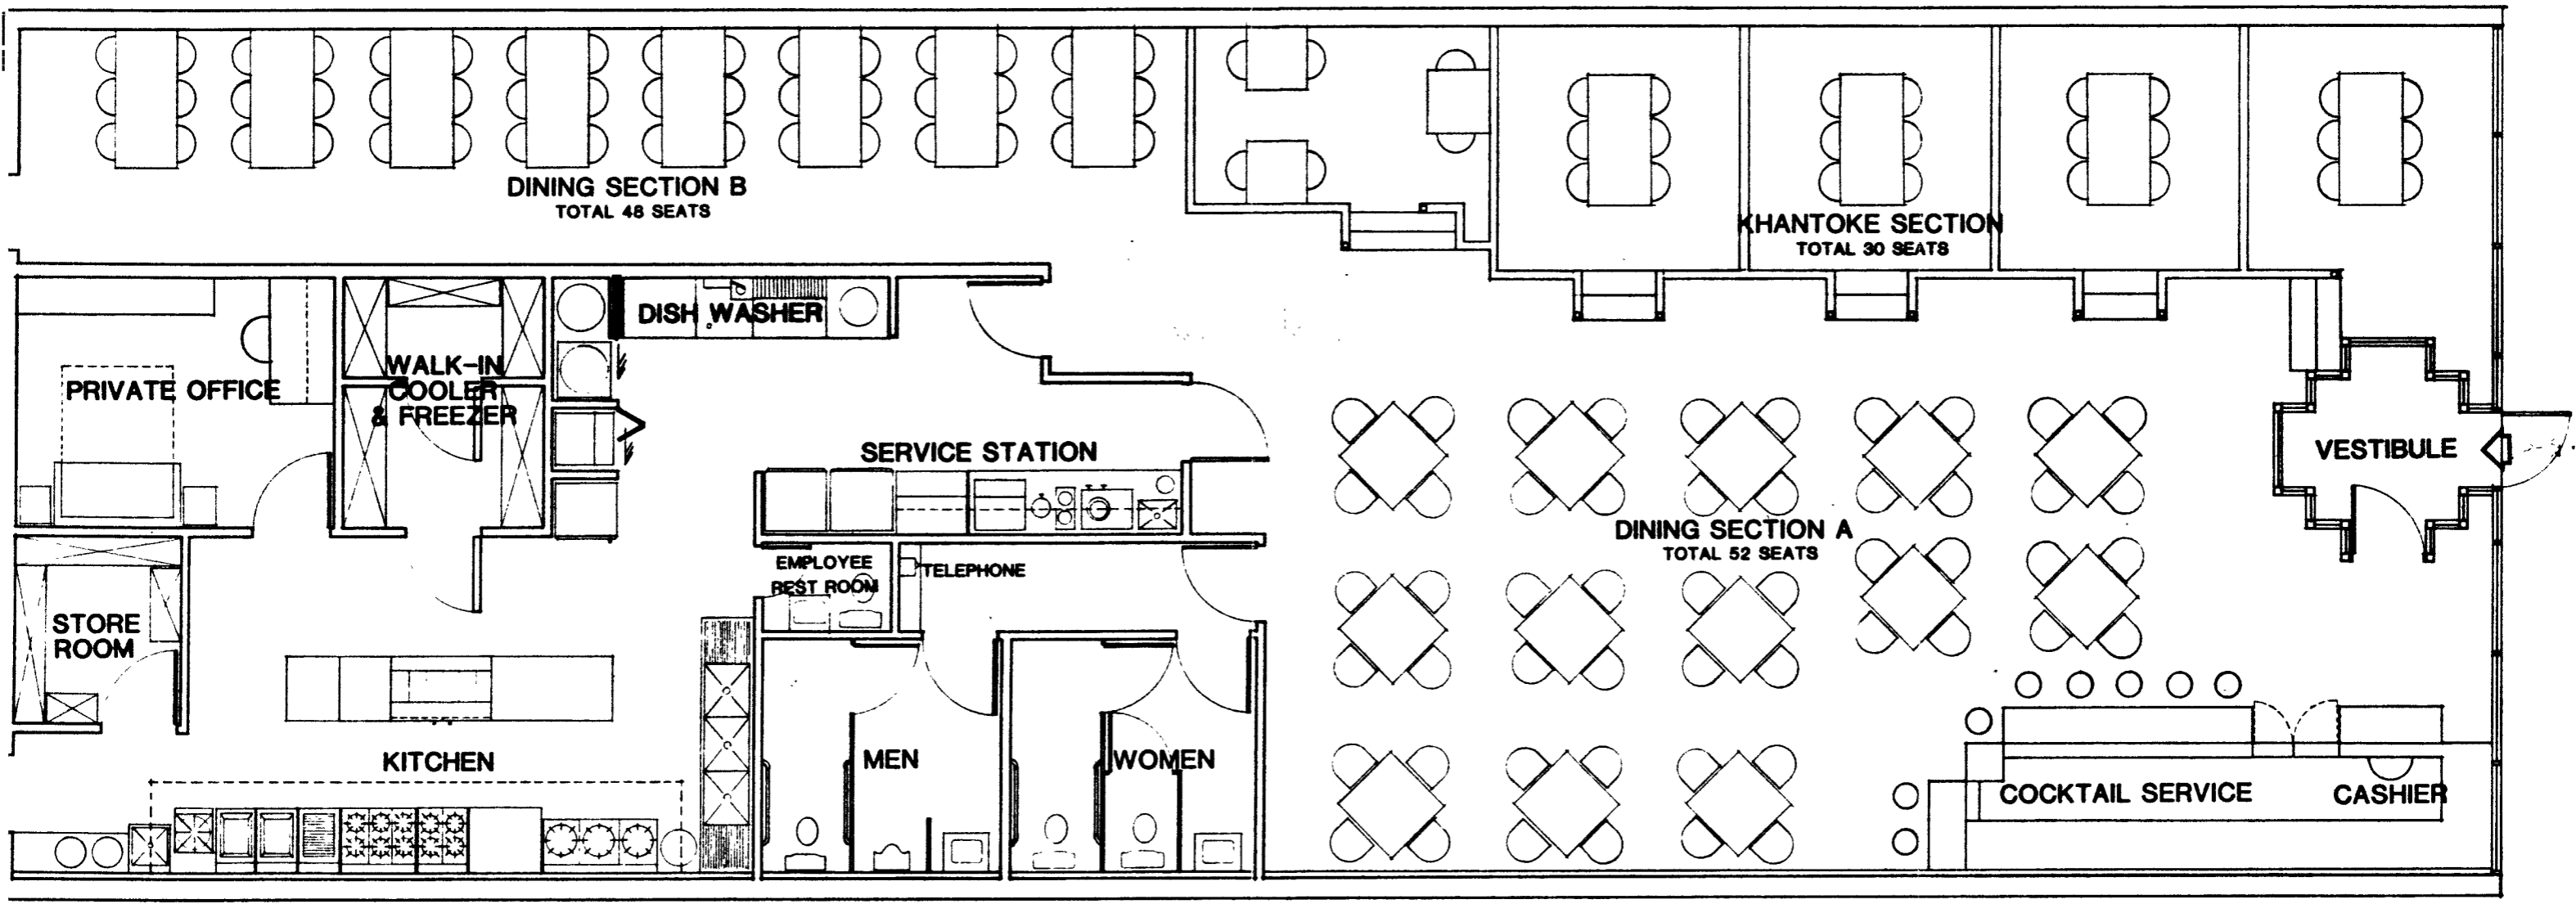 DINING SECTION B
TOTAL 48 SEATS
KHANTOKE SECTION
TOTAL 30 SEATS
DISH WASHER
PRIVATE OFFICE
WALK-IN
COOLER
& FREEZER
SERVICE STATION
VESTIBULE
DINING SECTION A
TOTAL 52 SEATS
EMPLOYEE
REST ROOM
TELEPHONE
STORE
ROOM
KITCHEN
MEN
WOMEN
COCKTAIL SERVICE
CASHIER